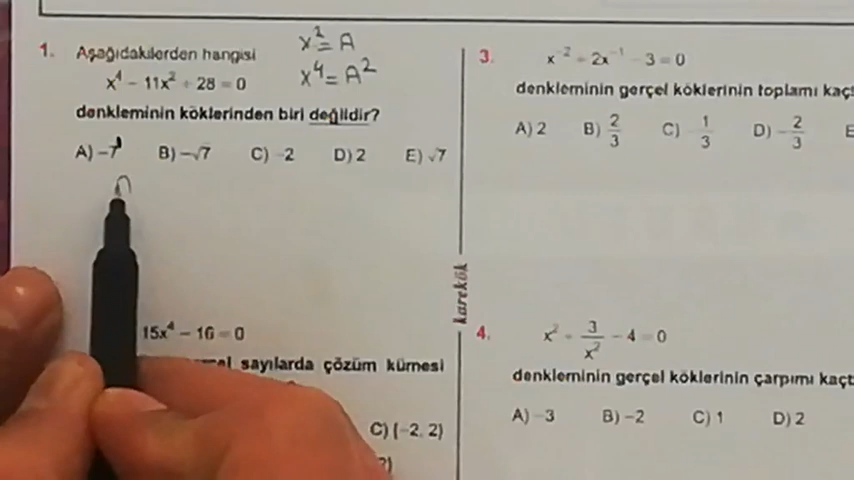 1. Aşağıdakilerden hangisi
x² = A
x⁴ - 11x² + 28 = 0
x⁴ = A²
denkleminin köklerinden biri değildir?
A) -7 B) -√7 C) -2 D) 2 E) √7
15x⁴ - 16 = 0
sayılarda çözüm kümesi
C) {-2, 2}
karekök
3. x⁻² - 2x⁻¹ - 3 = 0
denkleminin gerçel köklerinin toplamı kaçt
A) 2 B) 2/3 C) 1/3 D) -2/3 E
4. x² - 3/x² - 4 = 0
denkleminin gerçel köklerinin çarpımı kaçt
A) -3 B) -2 C) 1 D) 2